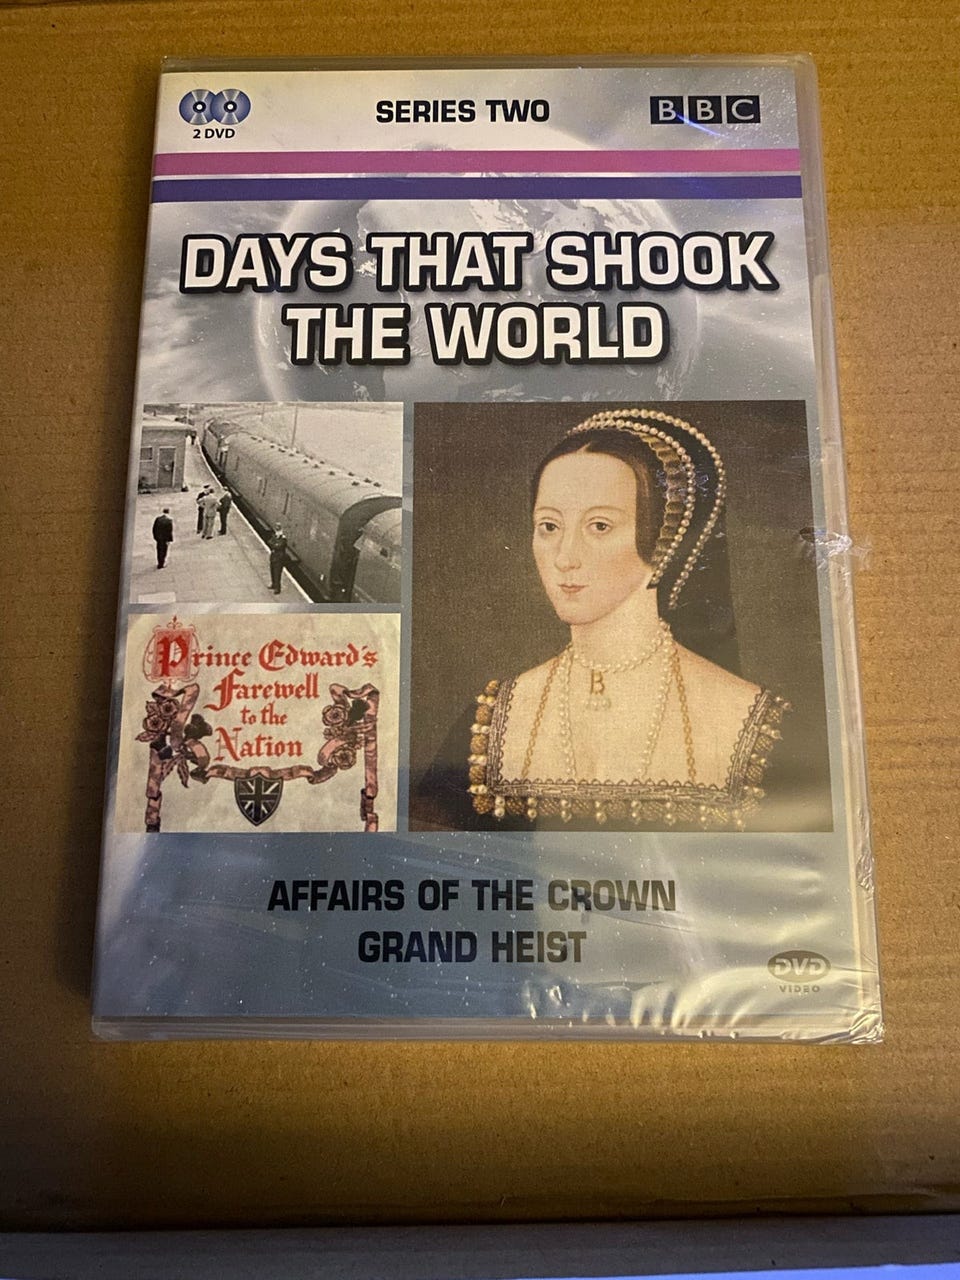 2 DVD
SERIES TWO
BBC
DAYS THAT SHOOK
THE WORLD
Prince Edward's
Farewell
to the
Nation
B
AFFAIRS OF THE CROWN
GRAND HEIST
DVD
VIDEO